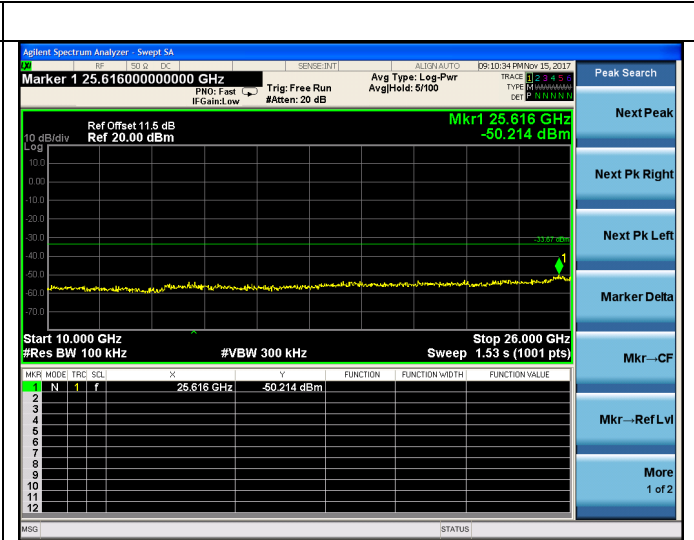 Agilent Spectrum Analyzer - Swept SA
RF 50 Ω DC SENSE:INT ALIGN AUTO 09:10:34 PM Nov 15, 2017
Marker 1 25.616000000000 GHz
PNO: Fast
IFGain:Low
Trig: Free Run
#Atten: 20 dB
Avg Type: Log-Pwr
Avg|Hold: 5/100
TRACE 1 2 3 4 5 6
TYPE M WWWWW
DET P N N N N N
Peak Search
Ref Offset 11.5 dB
10 dB/div Ref 20.00 dBm
Log
Mkr1 25.616 GHz
-50.214 dBm
10.0
0.00
-10.0
-20.0
-30.0
-33.67 dBm
-40.0
1
-50.0
-60.0
-70.0
Start 10.000 GHz
Stop 26.000 GHz
#Res BW 100 kHz
#VBW 300 kHz
Sweep 1.53 s (1001 pts)
MKR MODE TRC SCL X Y FUNCTION FUNCTION WIDTH FUNCTION VALUE
1 N 1 f 25.616 GHz -50.214 dBm
2
3
4
5
6
7
8
9
10
11
12
Next Peak
Next Pk Right
Next Pk Left
Marker Delta
Mkr→CF
Mkr→Ref Lvl
More
1 of 2
MSG STATUS